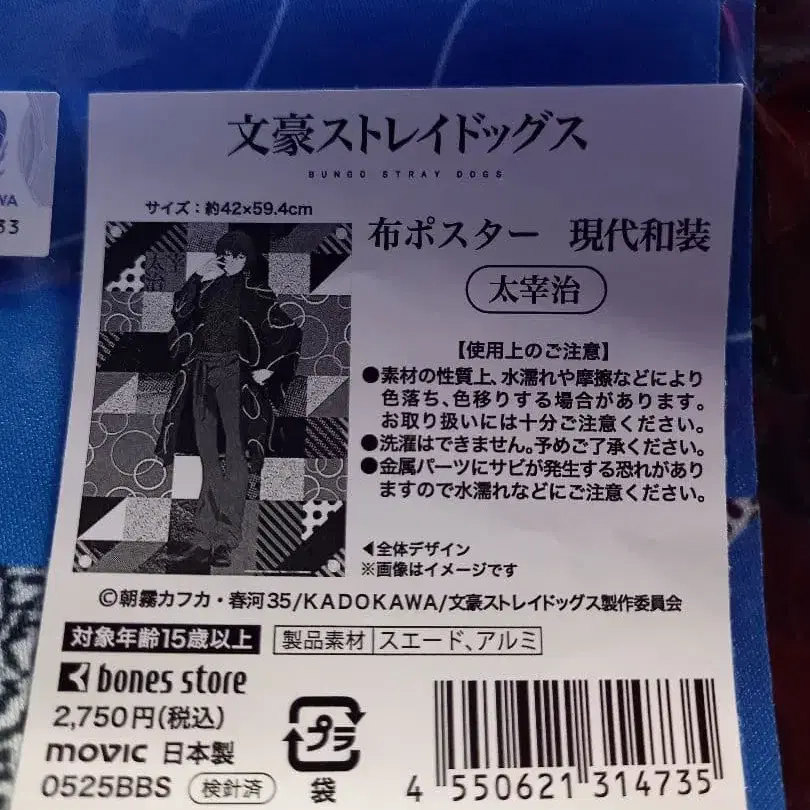 文豪ストレイドッグス
BUNGO STRAY DOGS
サイズ：約42×59.4cm
布ポスター 現代和装
太宰治
太宰治
【使用上のご注意】
●素材の性質上、水濡れや摩擦などにより
色落ち、色移りする場合があります。
お取り扱いには十分ご注意ください。
●洗濯はできません。予めご了承ください。
●金属パーツにサビが発生する恐れがあり
ますので水濡れなどにご注意ください。
◀全体デザイン
※画像はイメージです
©朝霧カフカ・春河35/KADOKAWA/文豪ストレイドッグス製作委員会
対象年齢15歳以上 製品素材 スエード、アルミ
bones store
2,750円(税込)
movic 日本製
0525BBS 検針済
プラ
袋
4 550621 314735
WA
33